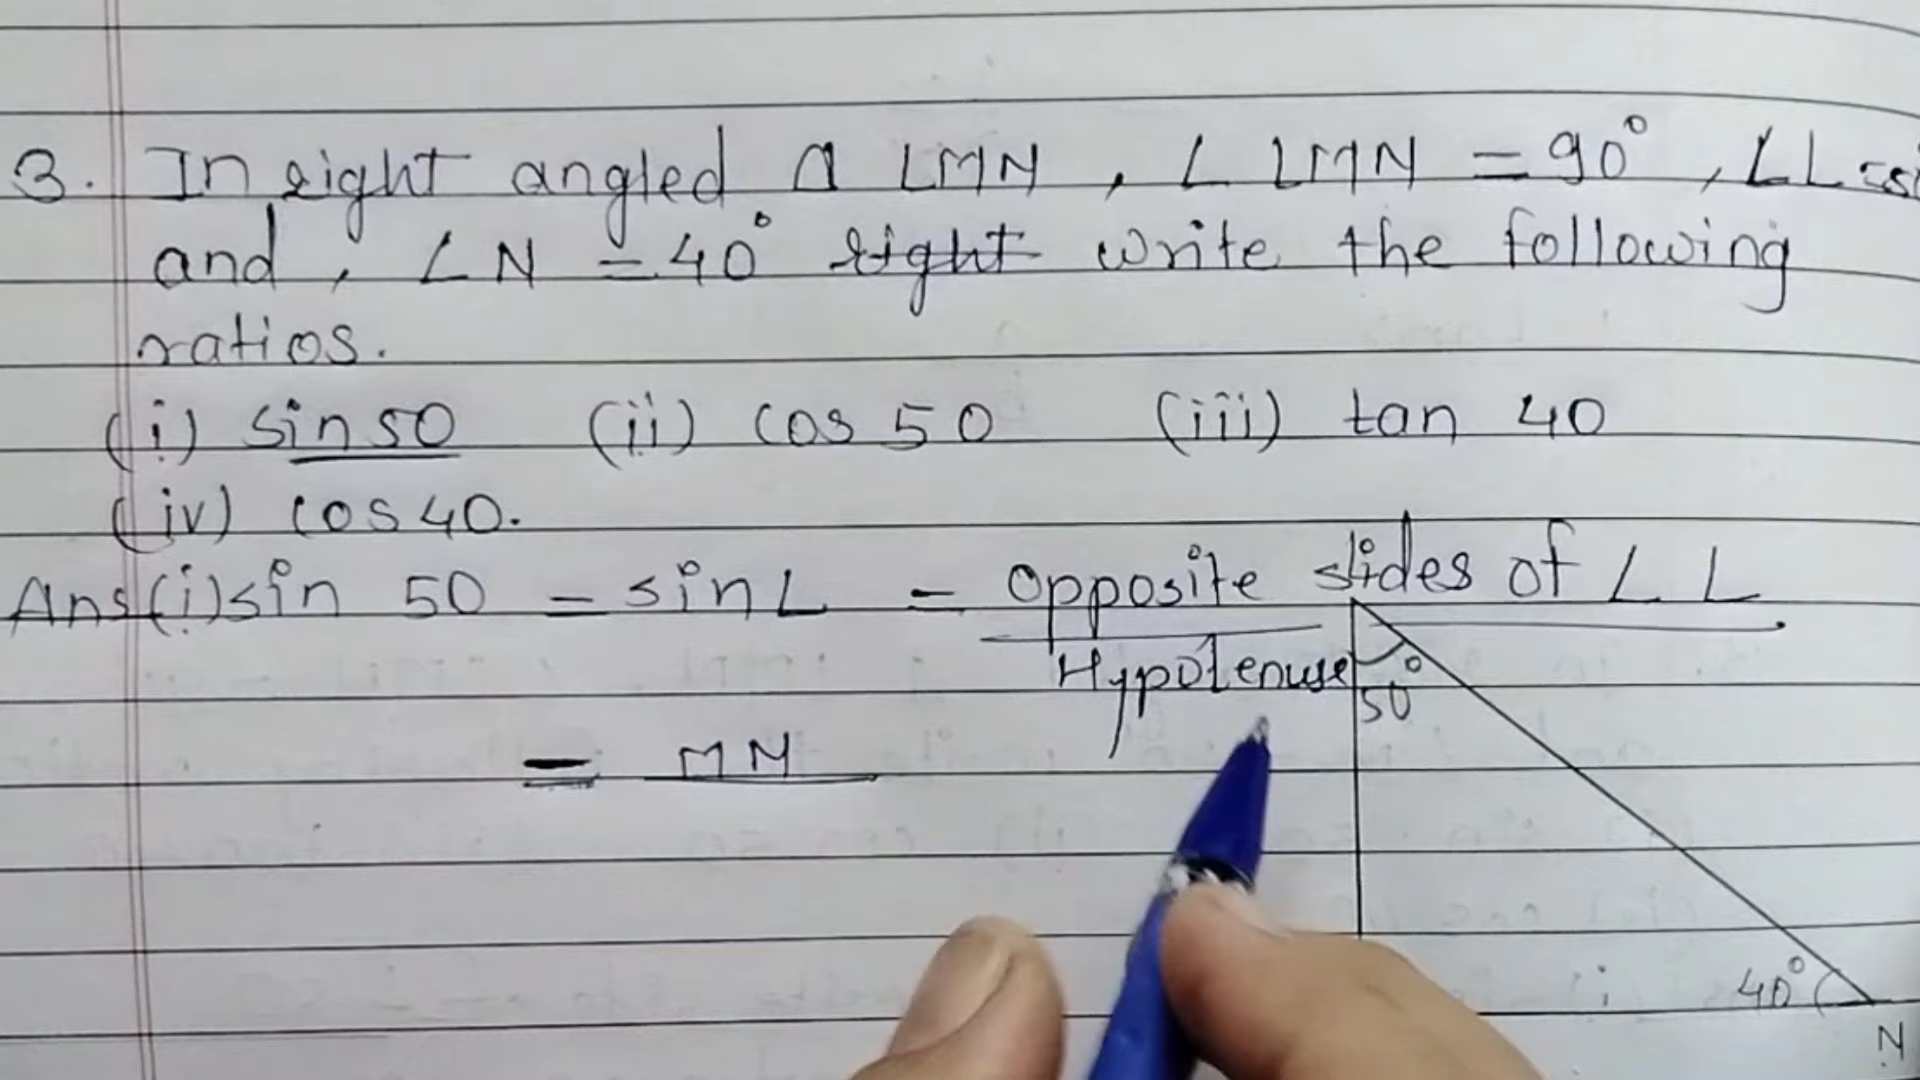 3. In right angled Δ LMN, ∠ LMN = 90°, ∠L =
and, ∠N = 40° right write the following
ratios.
(i) sin 50 (ii) cos 50 (iii) tan 40
(iv) cos 40.
Ans(i) sin 50 = sin L = Opposite sides of ∠ L
Hypotenuse
50°
= MN
40°
N